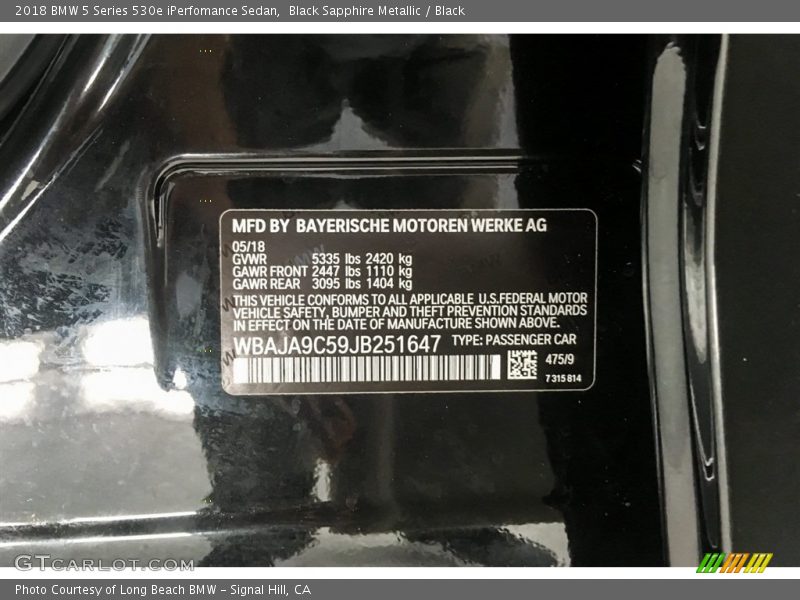 2018 BMW 5 Series 530e iPerfomance Sedan, Black Sapphire Metallic / Black
MFD BY BAYERISCHE MOTOREN WERKE AG
05/18
GVWR 5335 lbs 2420 kg
GAWR FRONT 2447 lbs 1110 kg
GAWR REAR 3095 lbs 1404 kg
THIS VEHICLE CONFORMS TO ALL APPLICABLE U.S.FEDERAL MOTOR
VEHICLE SAFETY, BUMPER AND THEFT PREVENTION STANDARDS
IN EFFECT ON THE DATE OF MANUFACTURE SHOWN ABOVE.
WBAJA9C59JB251647 TYPE: PASSENGER CAR
475/9
7 315 814
GTCARLOT.COM
Photo Courtesy of Long Beach BMW – Signal Hill, CA